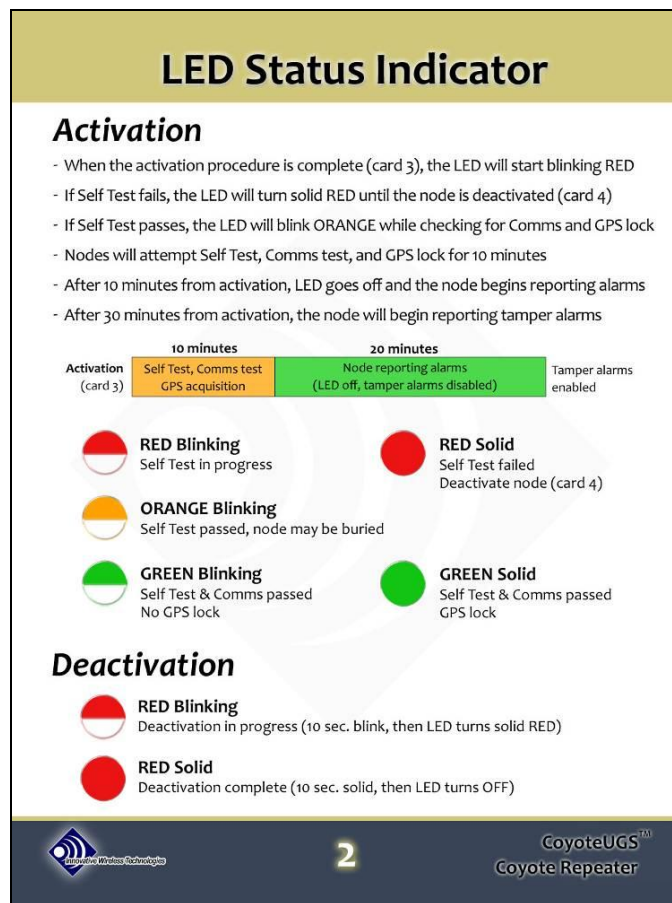 LED Status Indicator
Activation
- When the activation procedure is complete (card 3), the LED will start blinking RED
- If Self Test fails, the LED will turn solid RED until the node is deactivated (card 4)
- If Self Test passes, the LED will blink ORANGE while checking for Comms and GPS lock
- Nodes will attempt Self Test, Comms test, and GPS lock for 10 minutes
- After 10 minutes from activation, LED goes off and the node begins reporting alarms
- After 30 minutes from activation, the node will begin reporting tamper alarms
10 minutes
20 minutes
Activation
(card 3)
Self Test, Comms test
GPS acquisition
Node reporting alarms
(LED off, tamper alarms disabled)
Tamper alarms
enabled
RED Blinking
Self Test in progress
RED Solid
Self Test failed
Deactivate node (card 4)
ORANGE Blinking
Self Test passed, node may be buried
GREEN Blinking
Self Test & Comms passed
No GPS lock
GREEN Solid
Self Test & Comms passed
GPS lock
Deactivation
RED Blinking
Deactivation in progress (10 sec. blink, then LED turns solid RED)
RED Solid
Deactivation complete (10 sec. solid, then LED turns OFF)
Innovative Wireless Technologies
2
CoyoteUGS™
Coyote Repeater